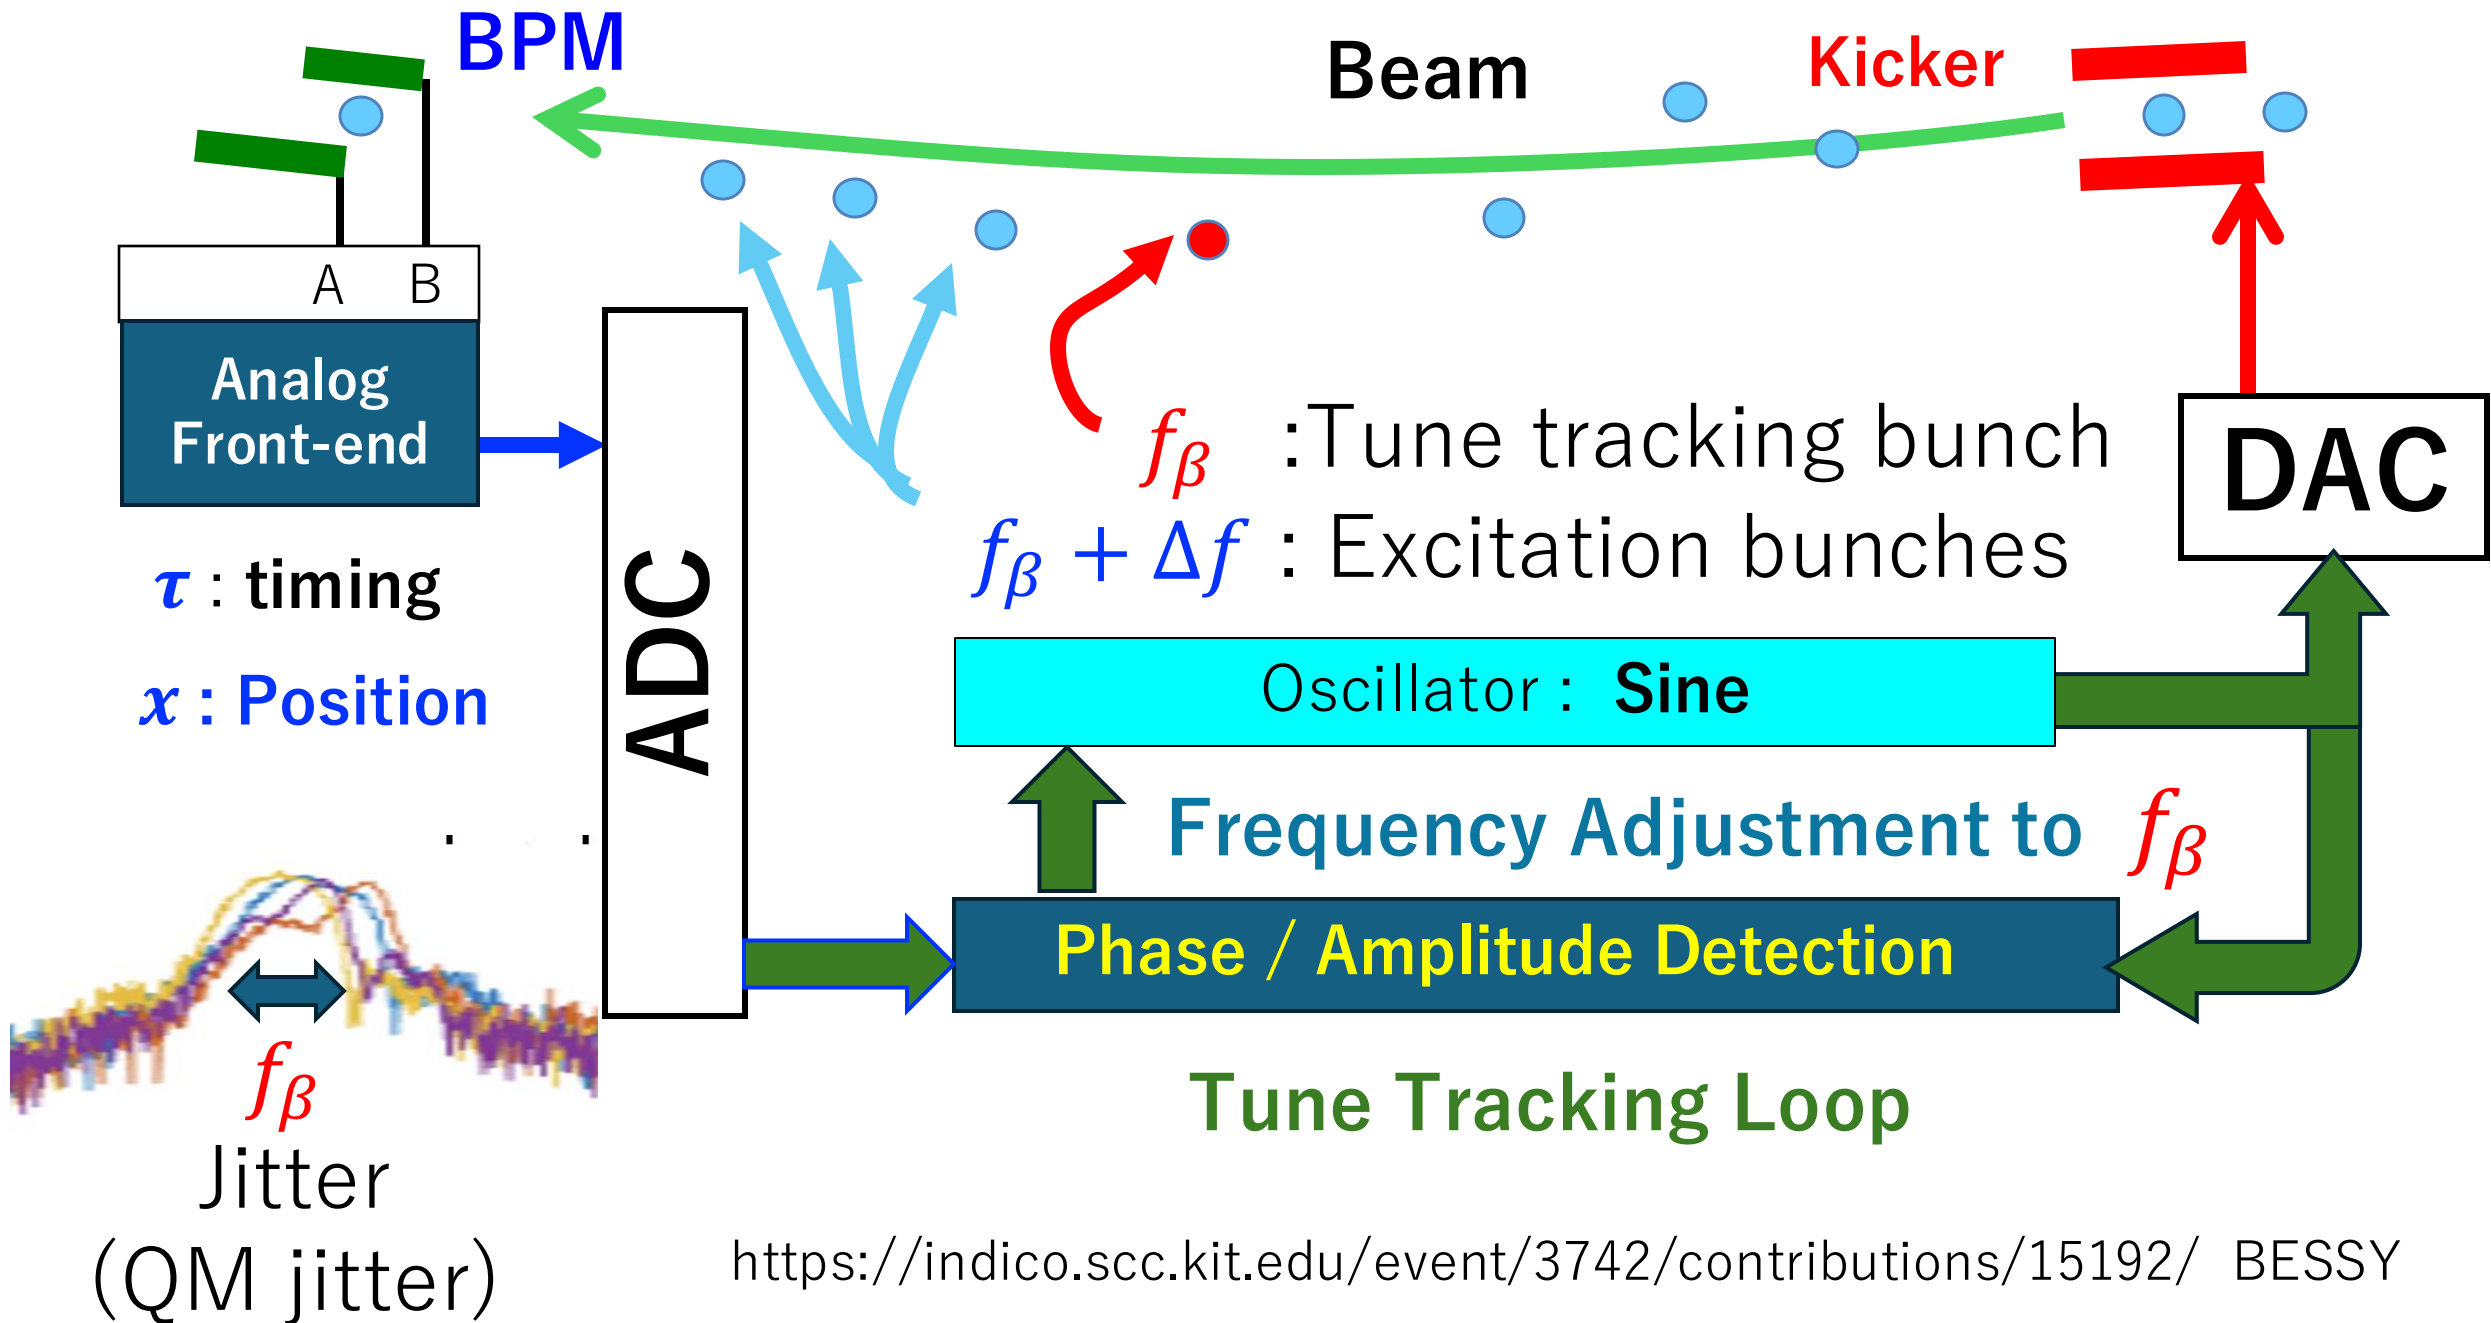 BPM
Beam
Kicker
A B
Analog
Front-end
ADC
DAC
τ : timing
x : Position
fβ :Tune tracking bunch
fβ + Δf : Excitation bunches
Oscillator : Sine
Frequency Adjustment to fβ
Phase / Amplitude Detection
Tune Tracking Loop
fβ
Jitter
(QM jitter)
https://indico.scc.kit.edu/event/3742/contributions/15192/ BESSY